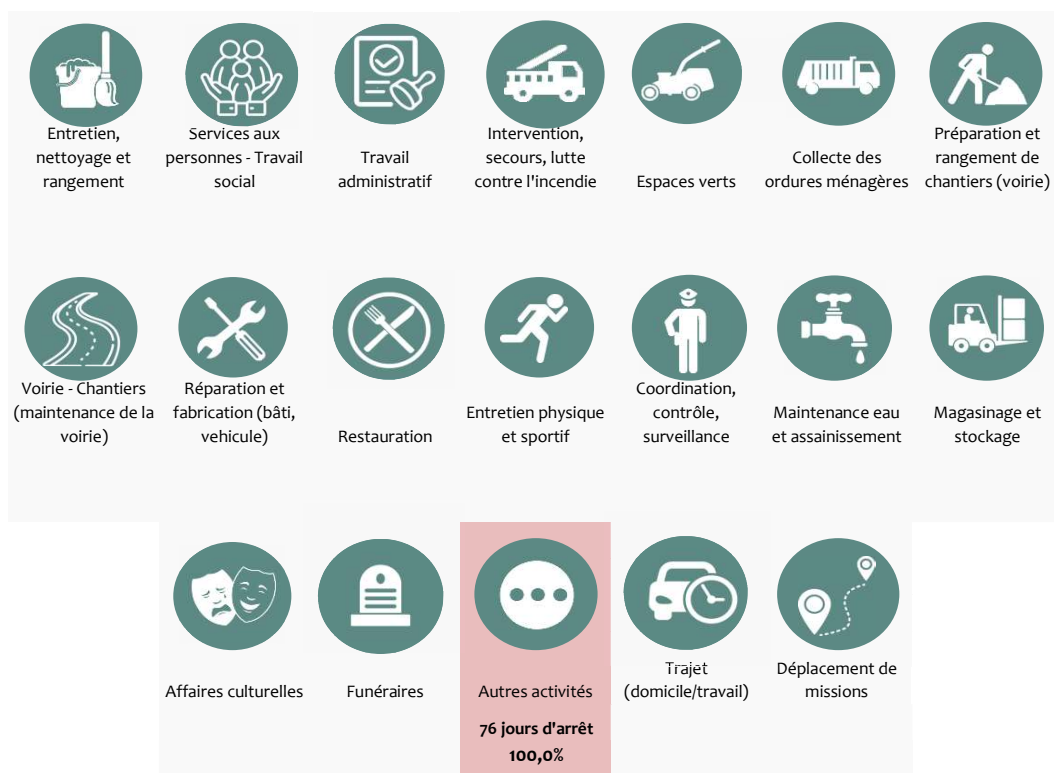 Entretien,
nettoyage et
rangement
Services aux
personnes - Travail
social
Travail
administratif
Intervention,
secours, lutte
contre l'incendie
Espaces verts
Collecte des
ordures ménagères
Préparation et
rangement de
chantiers (voirie)
Voirie - Chantiers
(maintenance de la
voirie)
Réparation et
fabrication (bâti,
vehicule)
Restauration
Entretien physique
et sportif
Coordination,
contrôle,
surveillance
Maintenance eau
et assainissement
Magasinage et
stockage
Affaires culturelles
Funéraires
Autres activités
76 jours d'arrêt
100,0%
Trajet
(domicile/travail)
Déplacement de
missions